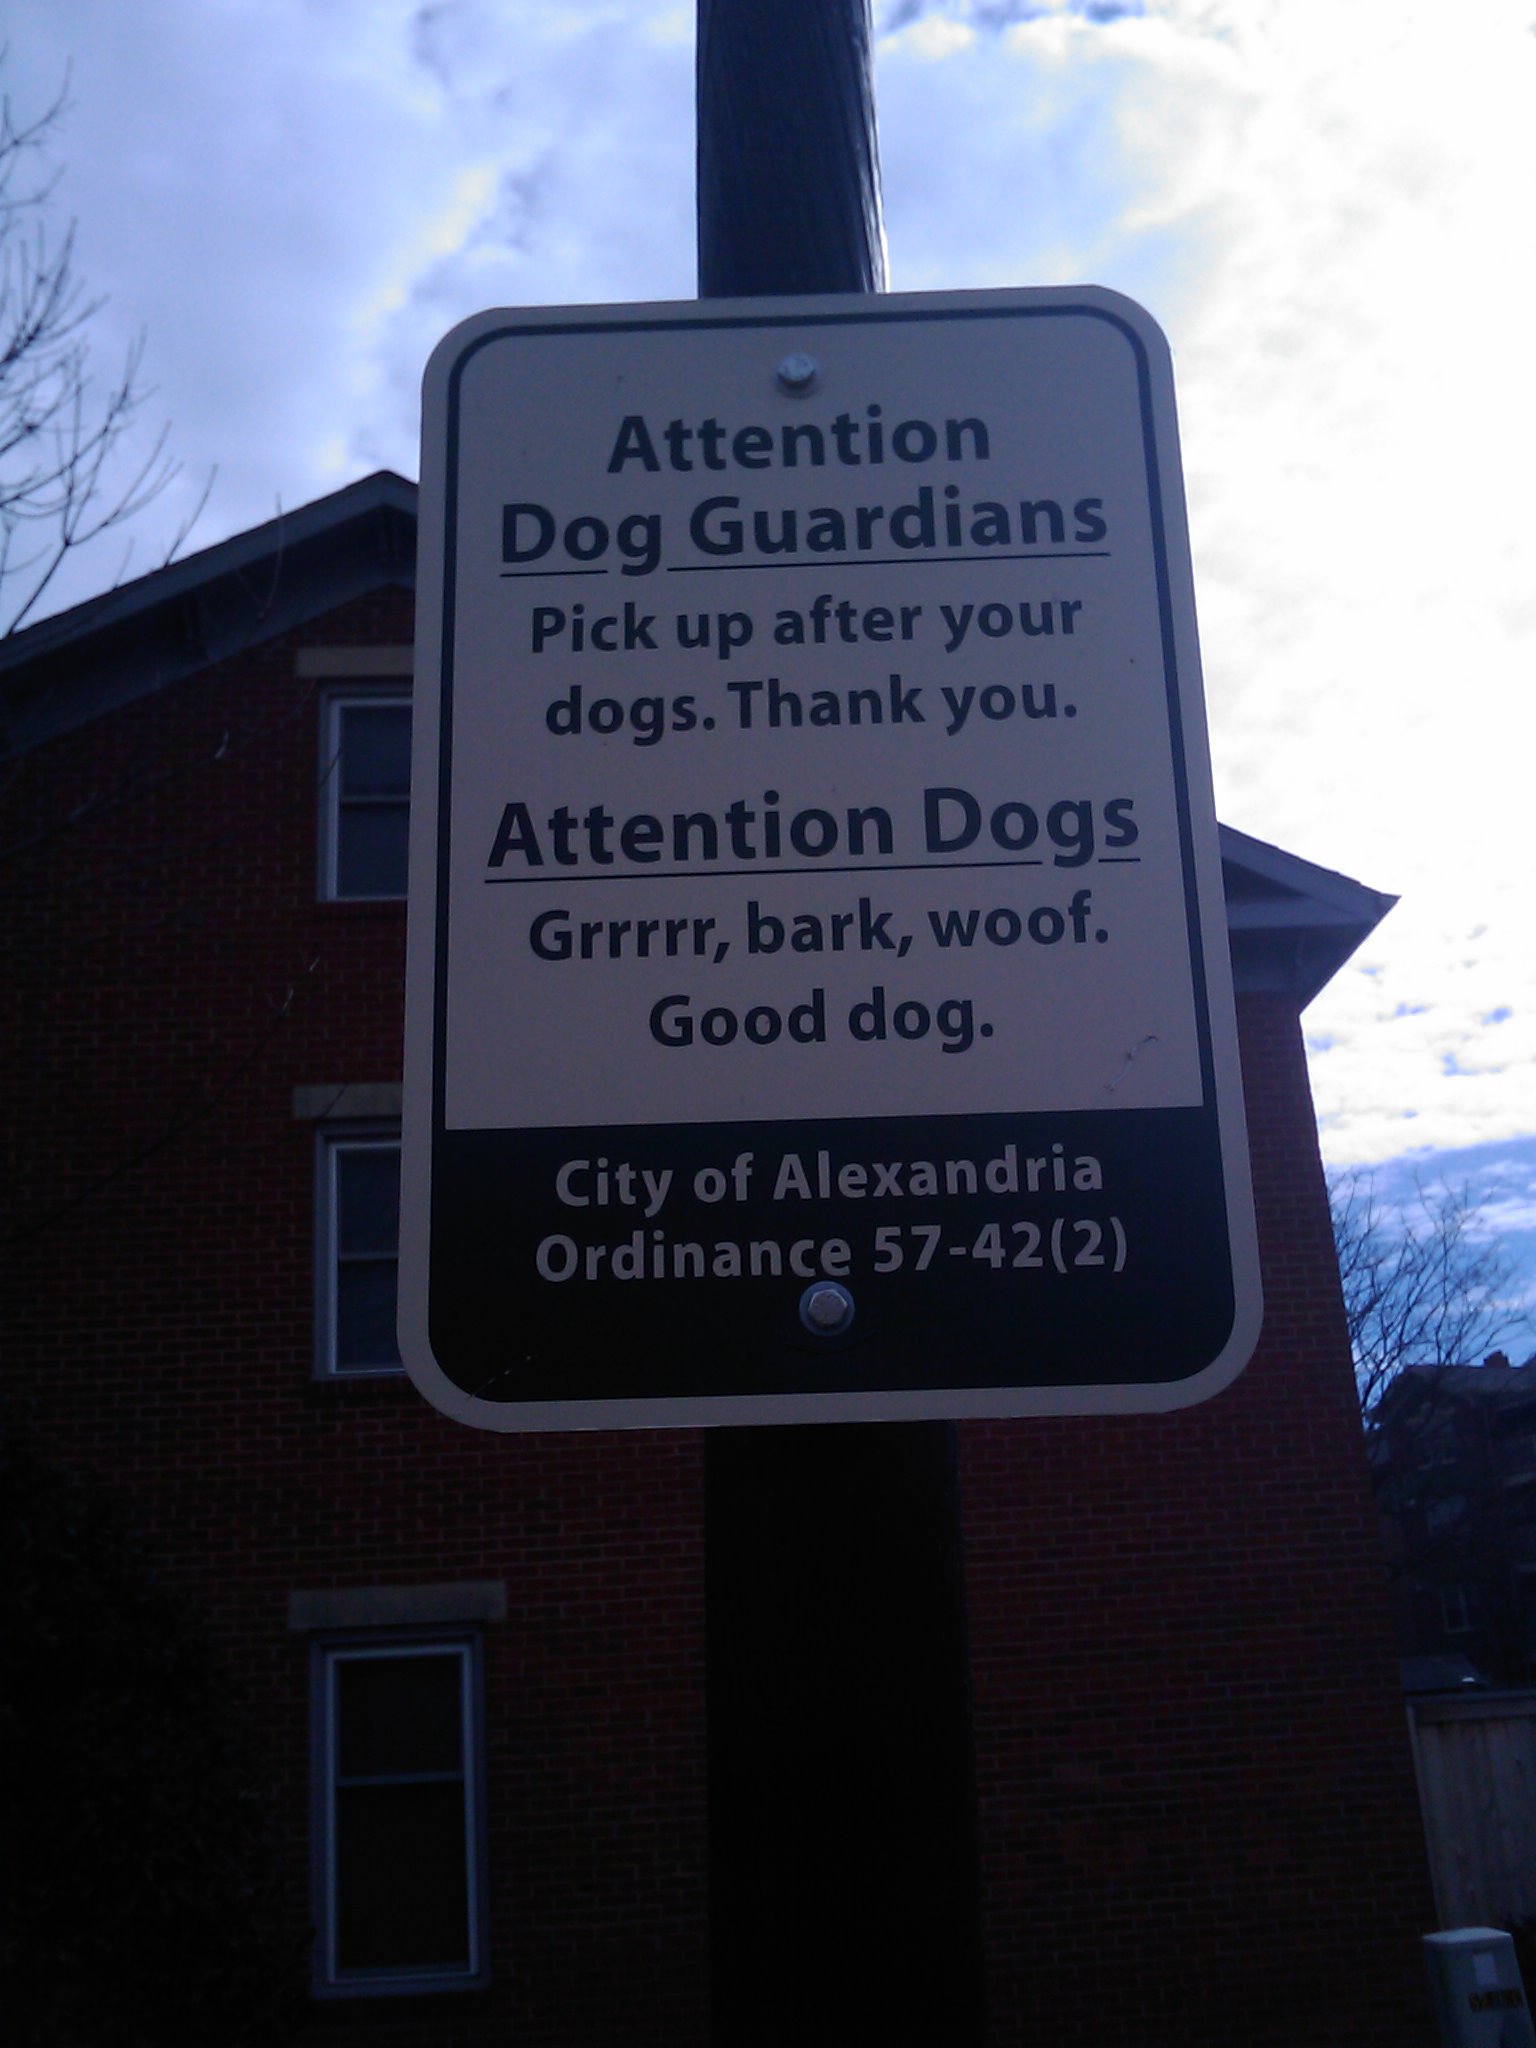 Attention
Dog Guardians
Pick up after your
dogs. Thank you.
Attention Dogs
Grrrrr, bark, woof.
Good dog.
City of Alexandria
Ordinance 57-42(2)